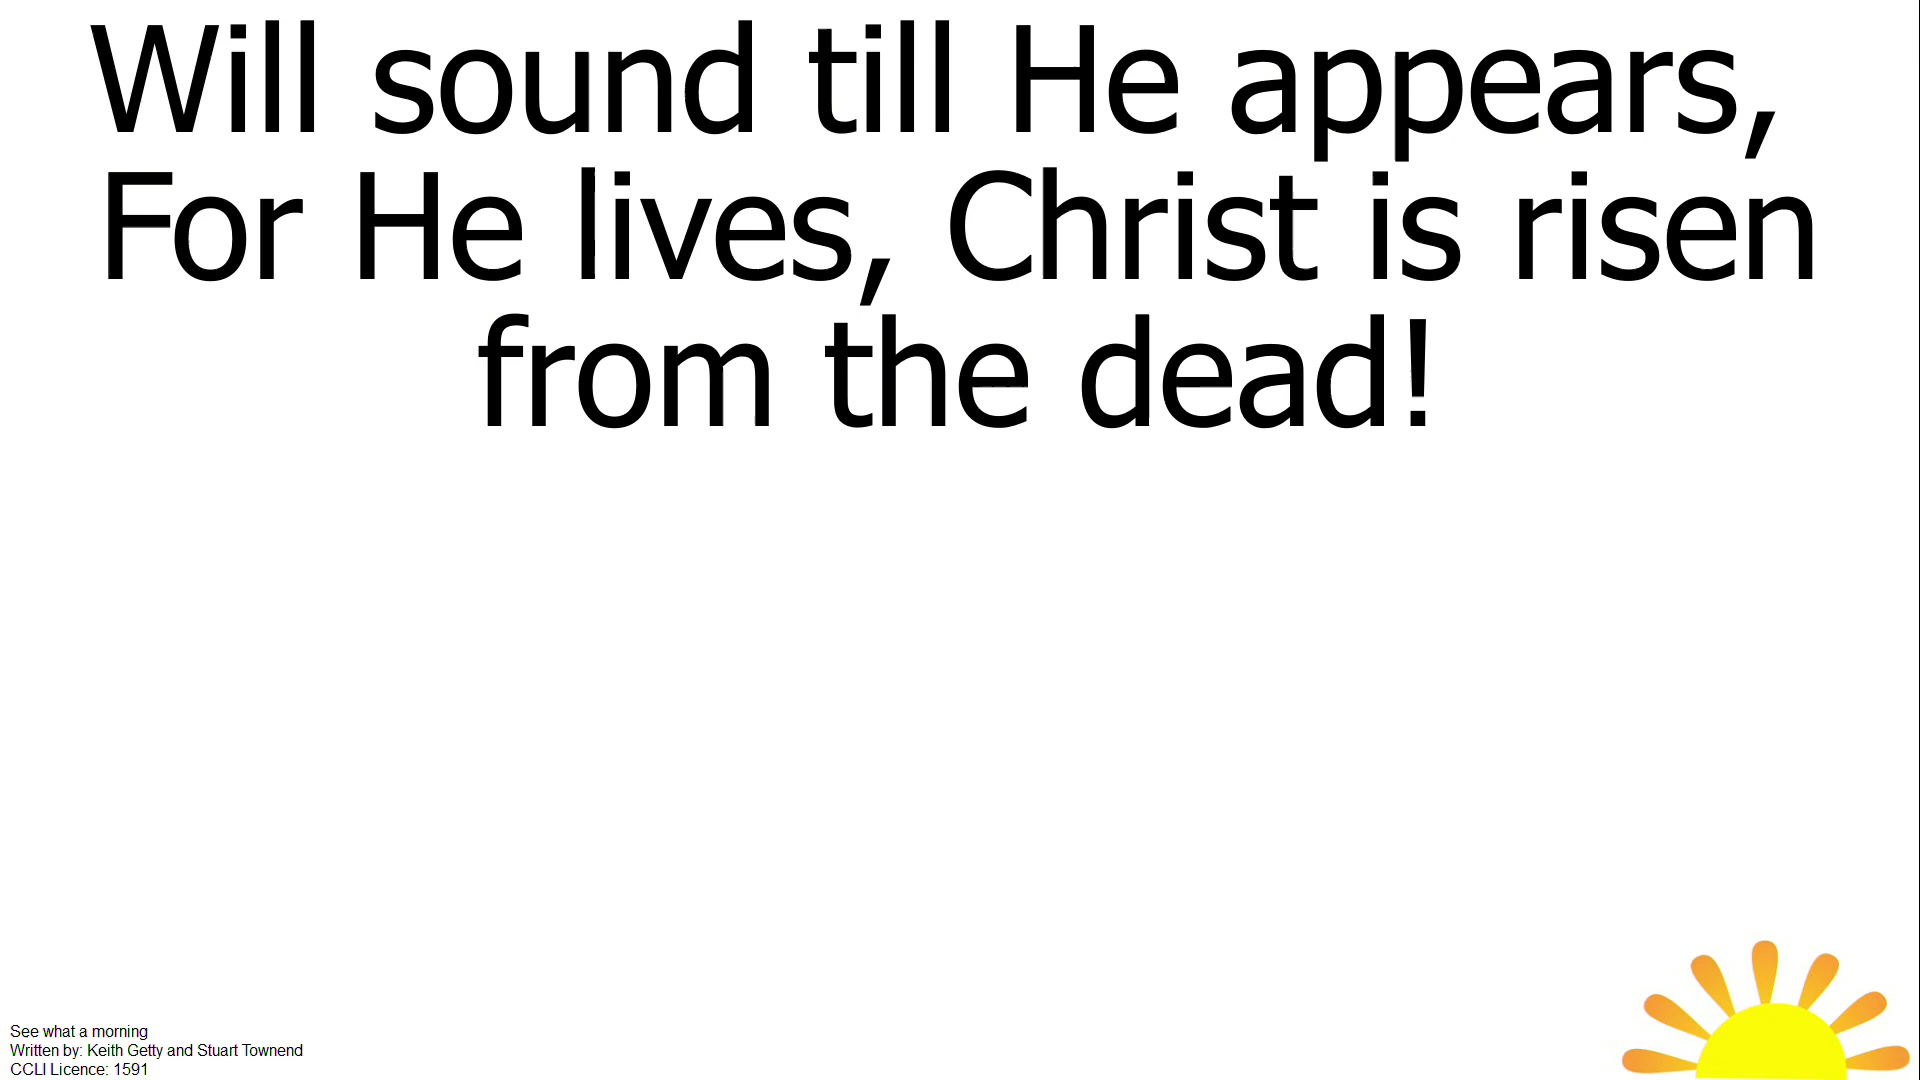 Will sound till He appears,
For He lives, Christ is risen
from the dead!
See what a morning
Written by: Keith Getty and Stuart Townend
CCLI Licence: 1591